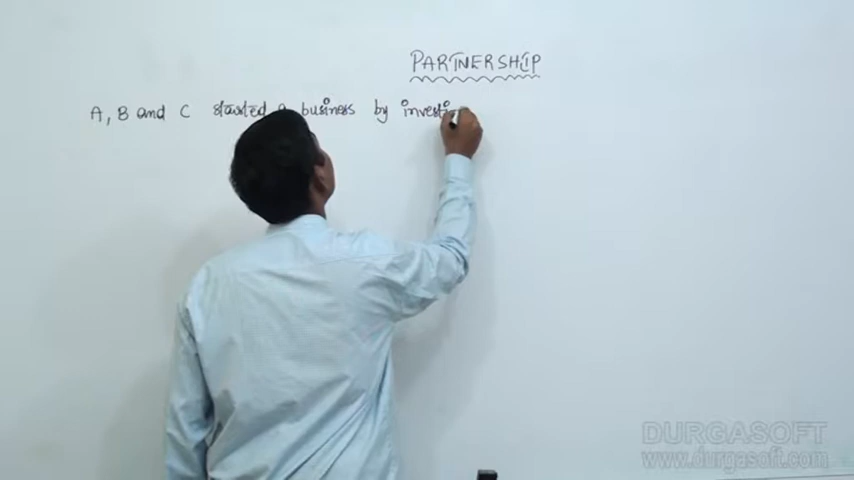 PARTNERSHIP
A, B and C started a business by investi
DURGASOFT
www.durgasoft.com